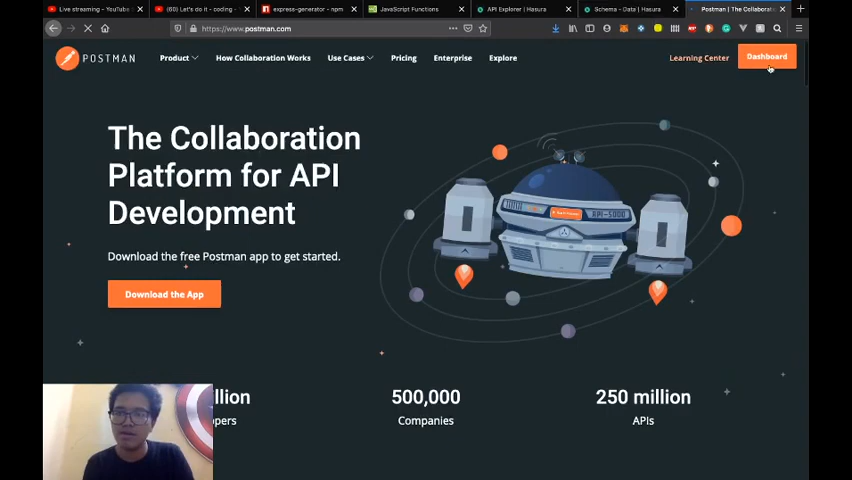 Live streaming - YouTube
(60) Let's do it - coding -
express-generator - npm
JavaScript Functions
API Explorer | Hasura
Schema - Data | Hasura
Postman | The Collaborat
https://www.postman.com
POSTMAN
Product
How Collaboration Works
Use Cases
Pricing
Enterprise
Explore
Learning Center
Dashboard
The Collaboration
Platform for API
Development
Download the free Postman app to get started.
Download the App
API-5000
llion
500,000
250 million
pers
Companies
APIs